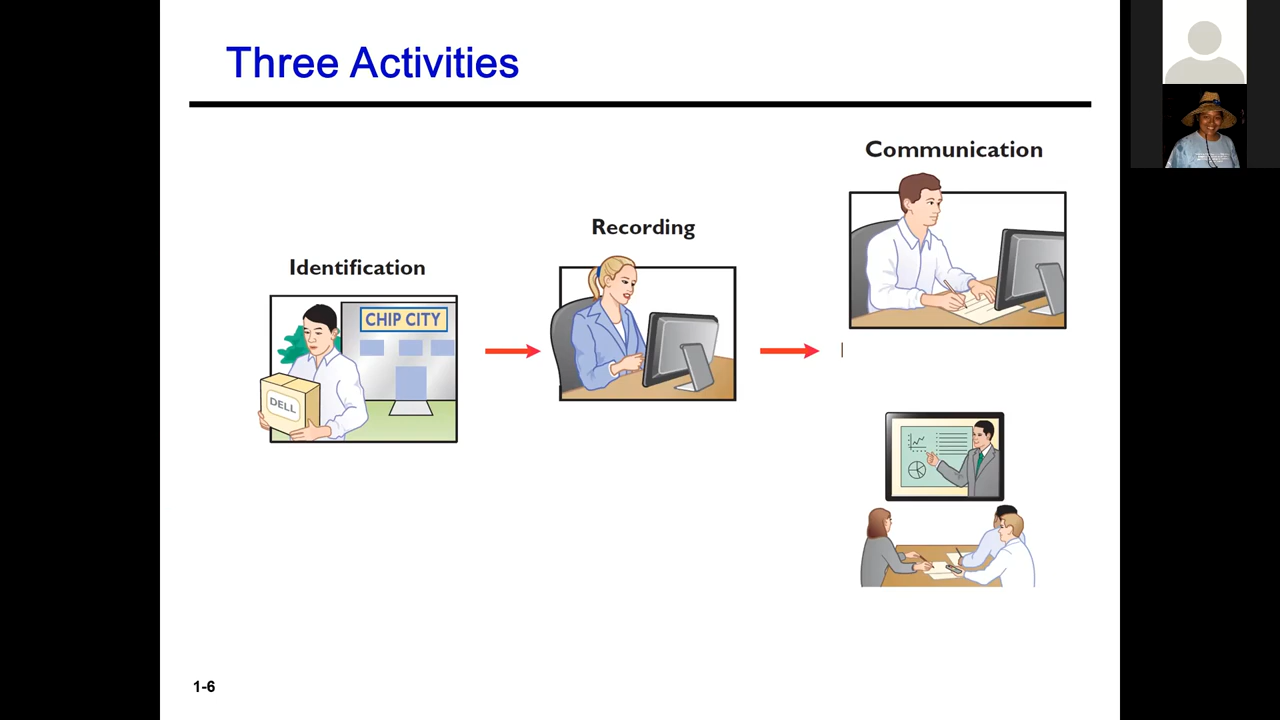 Three Activities
Communication
Recording
Identification
CHIP CITY
DELL
1-6